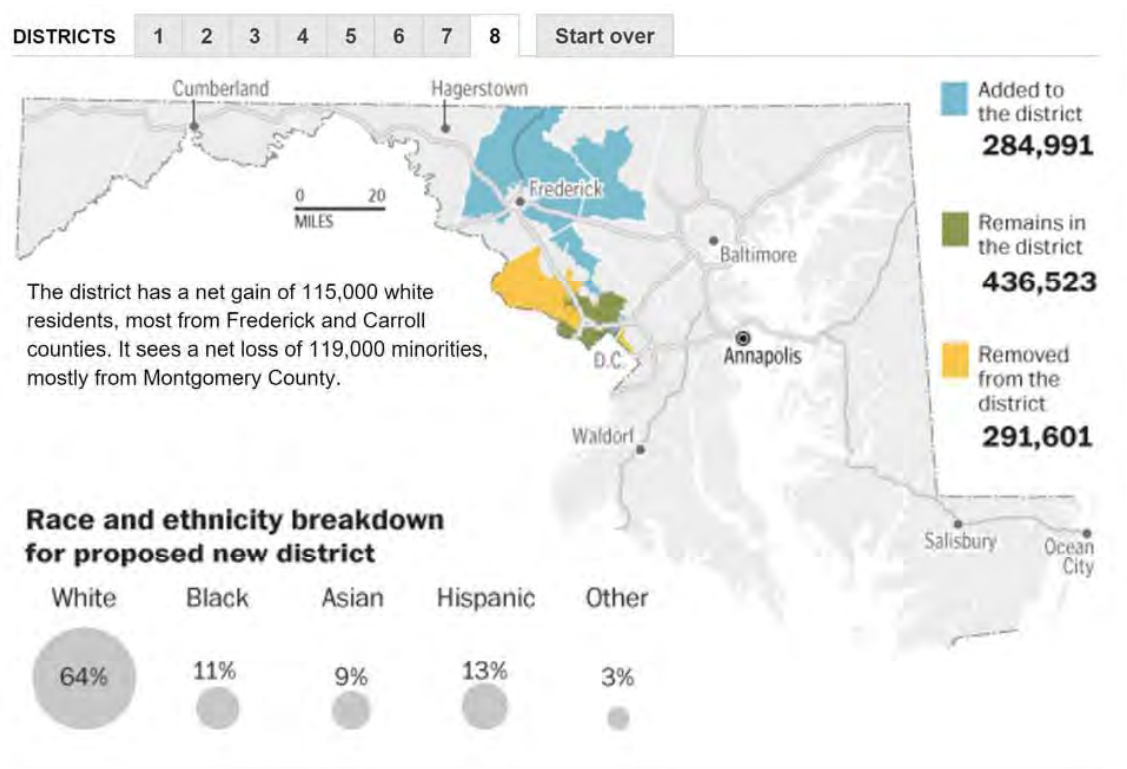 DISTRICTS 1 2 3 4 5 6 7 8 Start over
Cumberland
Hagerstown
Frederick
0 20
MILES
Baltimore
Annapolis
D.C.
Waldorf
Salisbury
Ocean
City
Added to
the district
284,991
Remains in
the district
436,523
Removed
from the
district
291,601
The district has a net gain of 115,000 white
residents, most from Frederick and Carroll
counties. It sees a net loss of 119,000 minorities,
mostly from Montgomery County.
Race and ethnicity breakdown
for proposed new district
White Black Asian Hispanic Other
64% 11% 9% 13% 3%